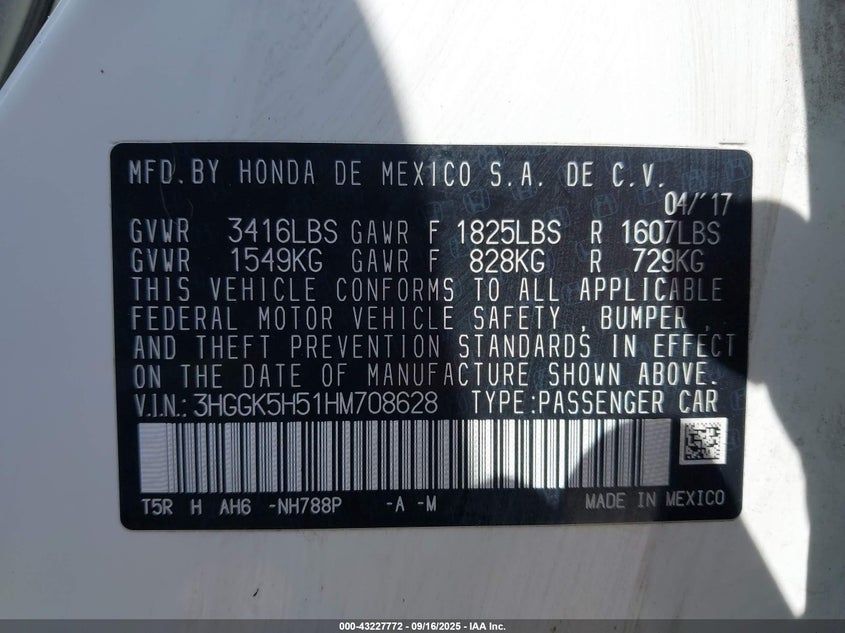 MFD.BY HONDA DE MEXICO S.A. DE C.V.
04/'17
GVWR 3416LBS GAWR F 1825LBS R 1607LBS
GVWR 1549KG GAWR F 828KG R 729KG
THIS VEHICLE CONFORMS TO ALL APPLICABLE
FEDERAL MOTOR VEHICLE SAFETY , BUMPER ,
AND THEFT PREVENTION STANDARDS IN EFFECT
ON THE DATE OF MANUFACTURE SHOWN ABOVE.
V.I.N.: 3HGGK5H51HM708628 TYPE:PASSENGER CAR
T5R H AH6 -NH788P -A -M MADE IN MEXICO
000-43227772 - 09/16/2025 - IAA Inc.